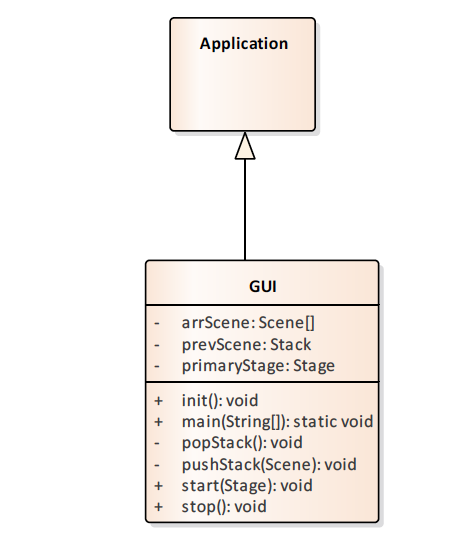 Application
GUI
- arrScene: Scene[]
- prevScene: Stack
- primaryStage: Stage
+ init(): void
+ main(String[]): static void
- popStack(): void
- pushStack(Scene): void
+ start(Stage): void
+ stop(): void